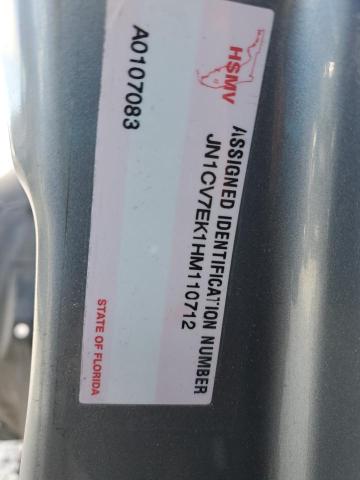 HSMV
ASSIGNED IDENTIFICATION NUMBER
JN1CV7EK1HM110712
A0107083
STATE OF FLORIDA